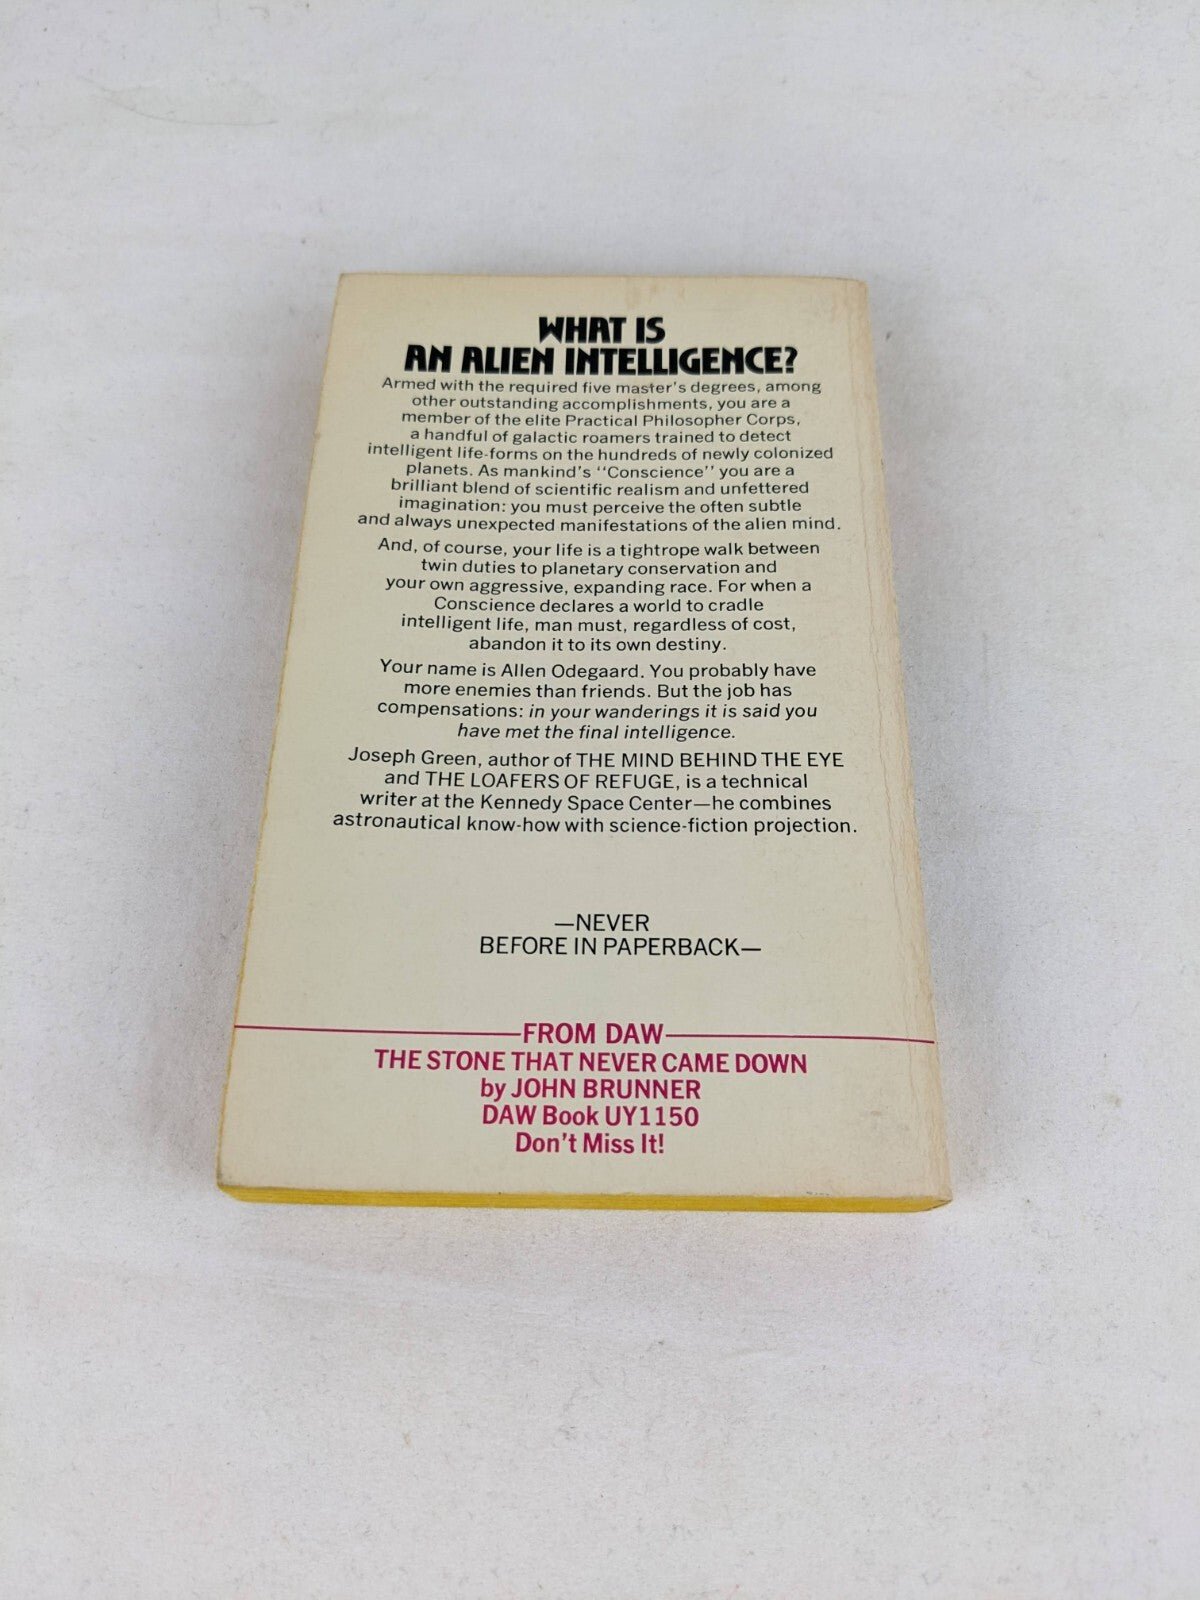 WHAT IS
AN ALIEN INTELLIGENCE?
Armed with the required five master's degrees, among
other outstanding accomplishments, you are a
member of the elite Practical Philosopher Corps,
a handful of galactic roamers trained to detect
intelligent life-forms on the hundreds of newly colonized
planets. As mankind's "Conscience" you are a
brilliant blend of scientific realism and unfettered
imagination: you must perceive the often subtle
and always unexpected manifestations of the alien mind.
And, of course, your life is a tightrope walk between
twin duties to planetary conservation and
your own aggressive, expanding race. For when a
Conscience declares a world to cradle
intelligent life, man must, regardless of cost,
abandon it to its own destiny.
Your name is Allen Odegaard. You probably have
more enemies than friends. But the job has
compensations: in your wanderings it is said you
have met the final intelligence.
Joseph Green, author of THE MIND BEHIND THE EYE
and THE LOAFERS OF REFUGE, is a technical
writer at the Kennedy Space Center—he combines
astronautical know-how with science-fiction projection.
—NEVER
BEFORE IN PAPERBACK—
FROM DAW
THE STONE THAT NEVER CAME DOWN
by JOHN BRUNNER
DAW Book UY1150
Don't Miss It!